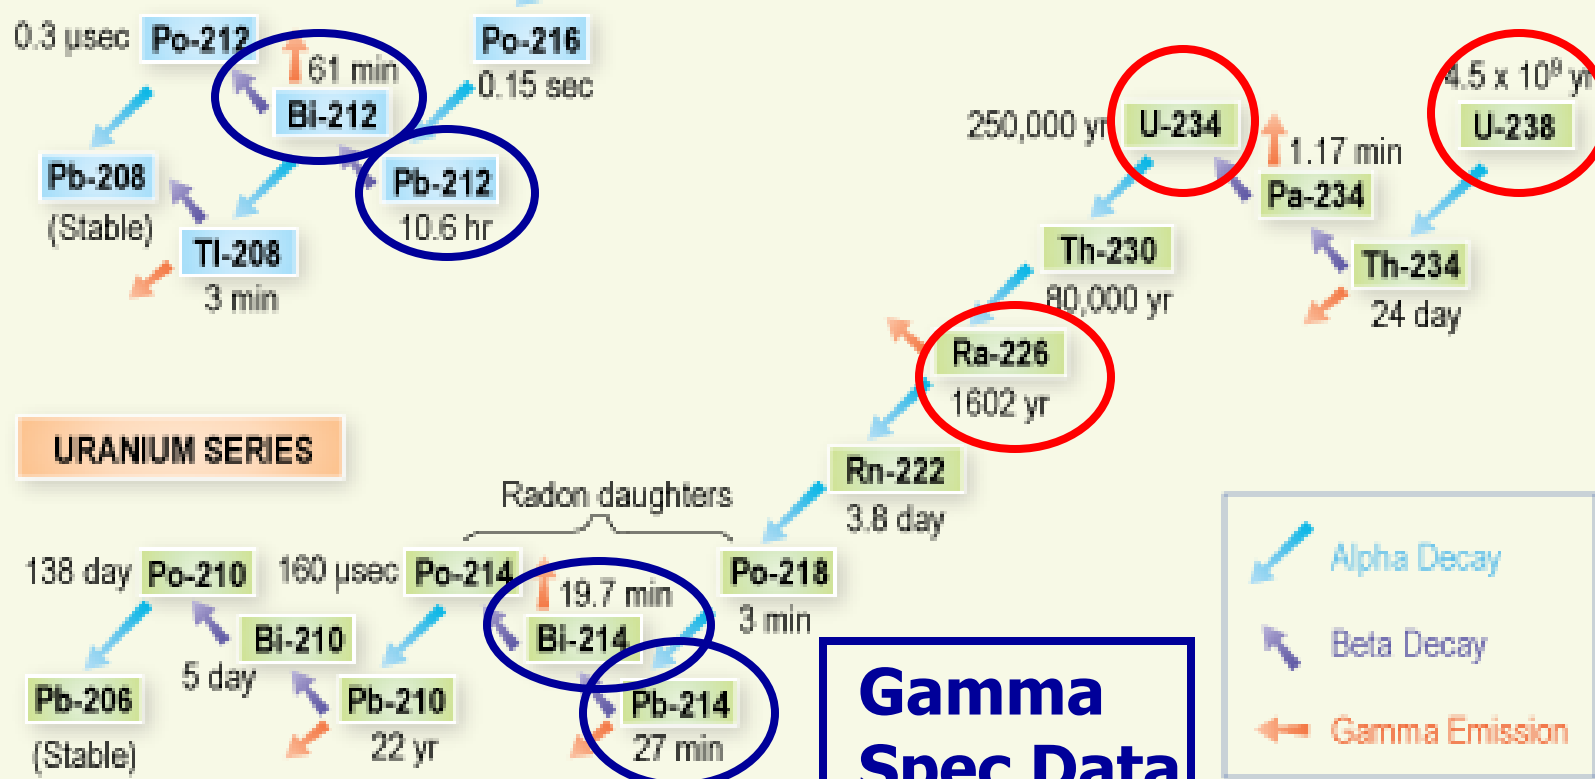 0.3 µsec
Po-212
61 min
Bi-212
Po-216
0.15 sec
Pb-208
(Stable)
Pb-212
10.6 hr
Tl-208
3 min
4.5 x 10⁹ yr
U-238
250,000 yr
U-234
1.17 min
Pa-234
Th-230
80,000 yr
Th-234
24 day
Ra-226
1602 yr
URANIUM SERIES
Rn-222
3.8 day
Radon daughters
138 day
Po-210
160 µsec
Po-214
19.7 min
Bi-214
Po-218
3 min
Bi-210
5 day
Pb-206
(Stable)
Pb-210
22 yr
Pb-214
27 min
Gamma
Spec Data
Alpha Decay
Beta Decay
Gamma Emission